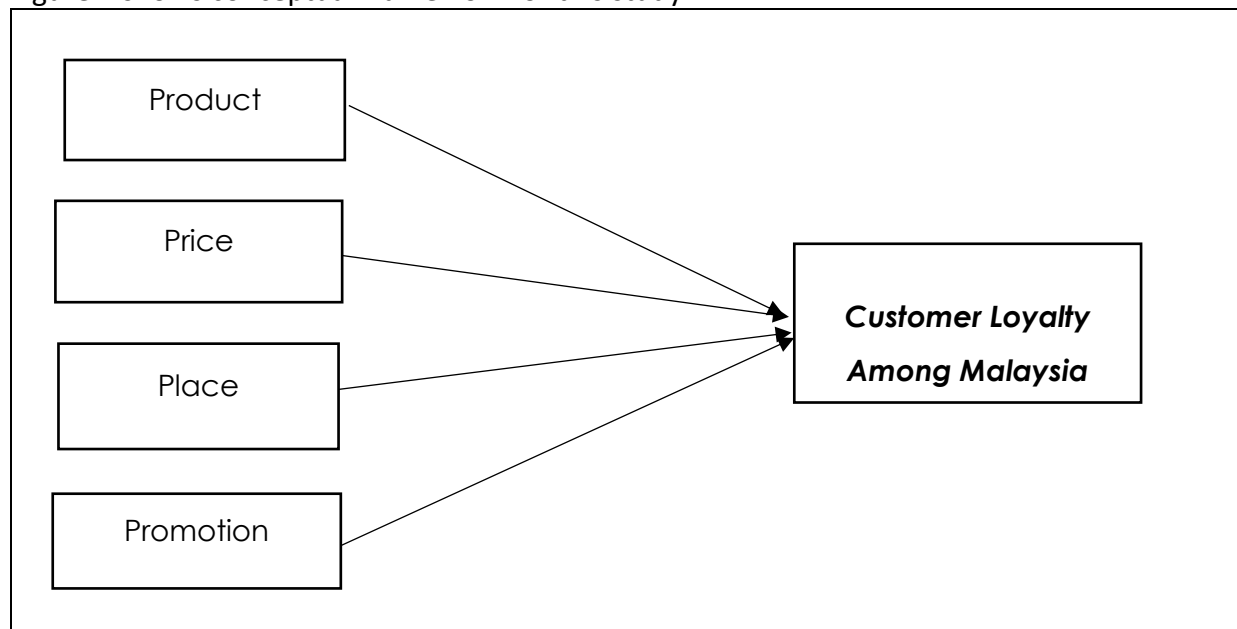 Product
Price
Place
Promotion
Customer Loyalty
Among Malaysia